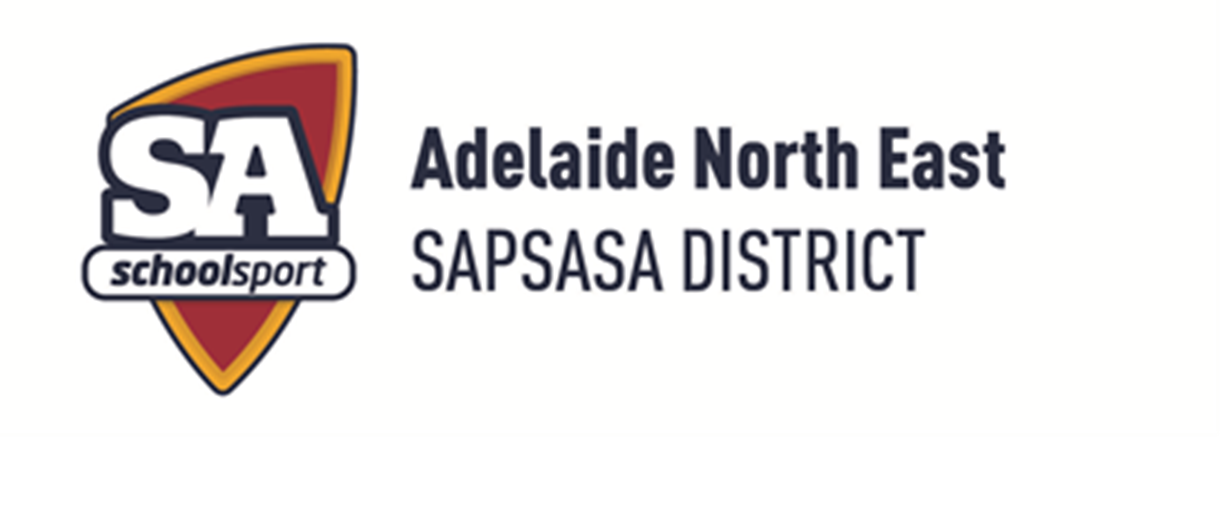 SA
schoolsport
Adelaide North East
SAPSASA DISTRICT